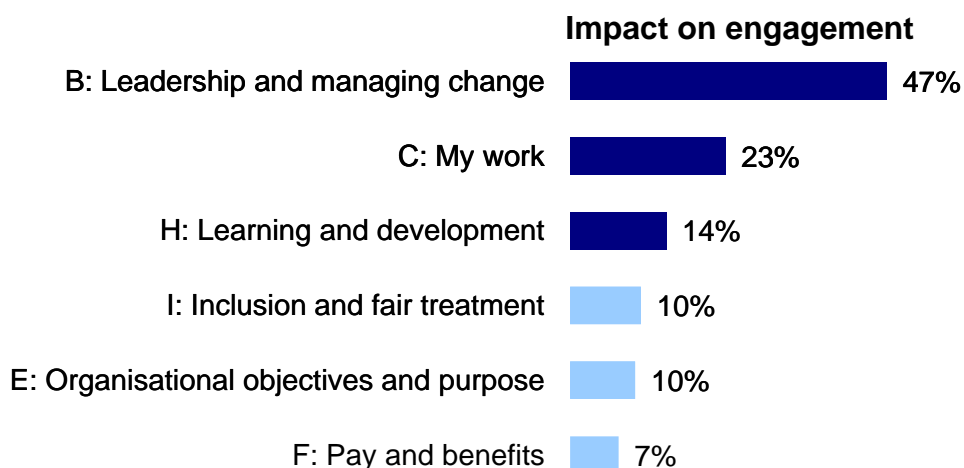 Impact on engagement
B: Leadership and managing change 47%
C: My work 23%
H: Learning and development 14%
I: Inclusion and fair treatment 10%
E: Organisational objectives and purpose 10%
F: Pay and benefits 7%